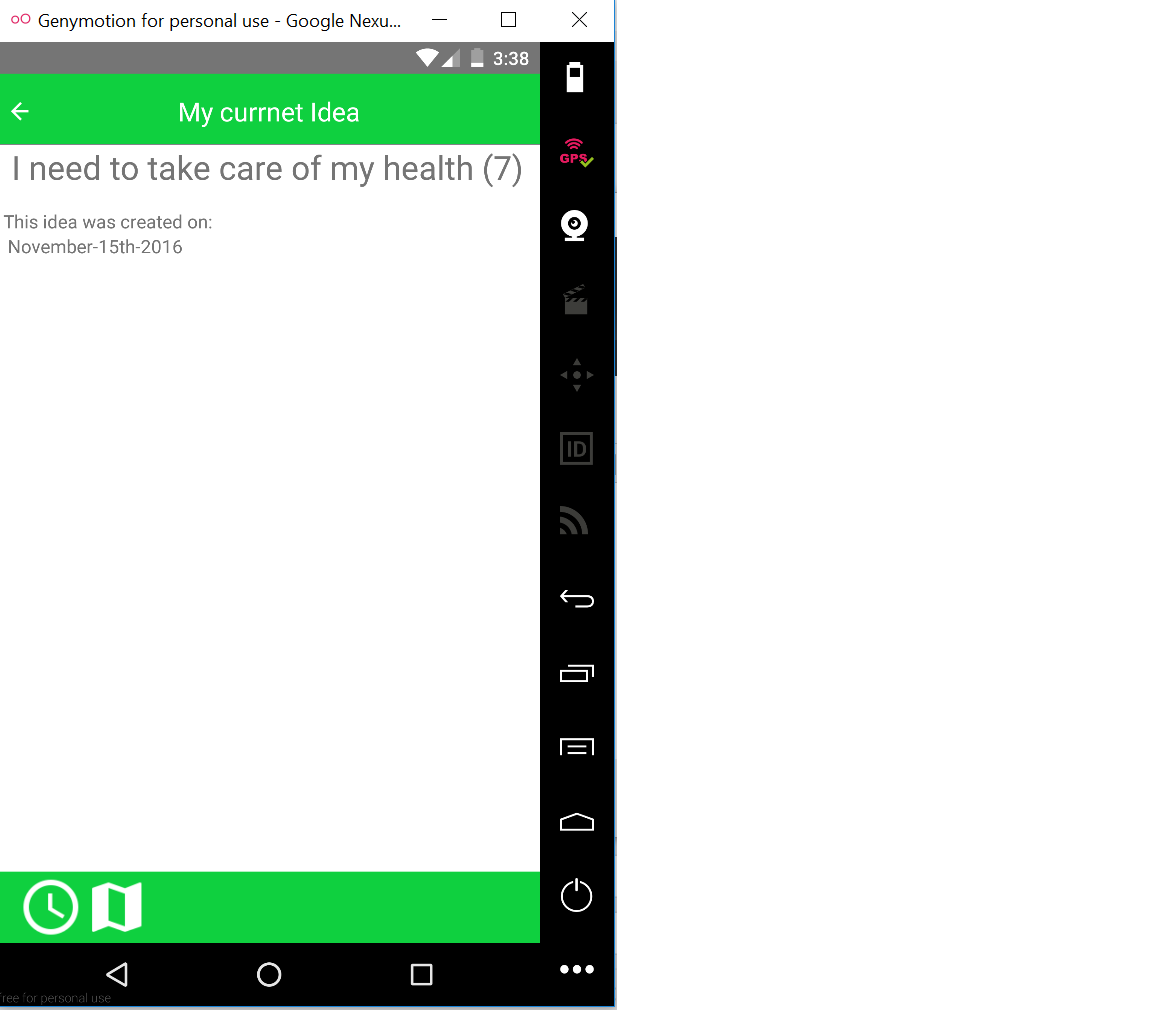 Genymotion for personal use - Google Nexu...
3:38
My currnet Idea
GPS
I need to take care of my health (7)
This idea was created on:
November-15th-2016
ID
free for personal use